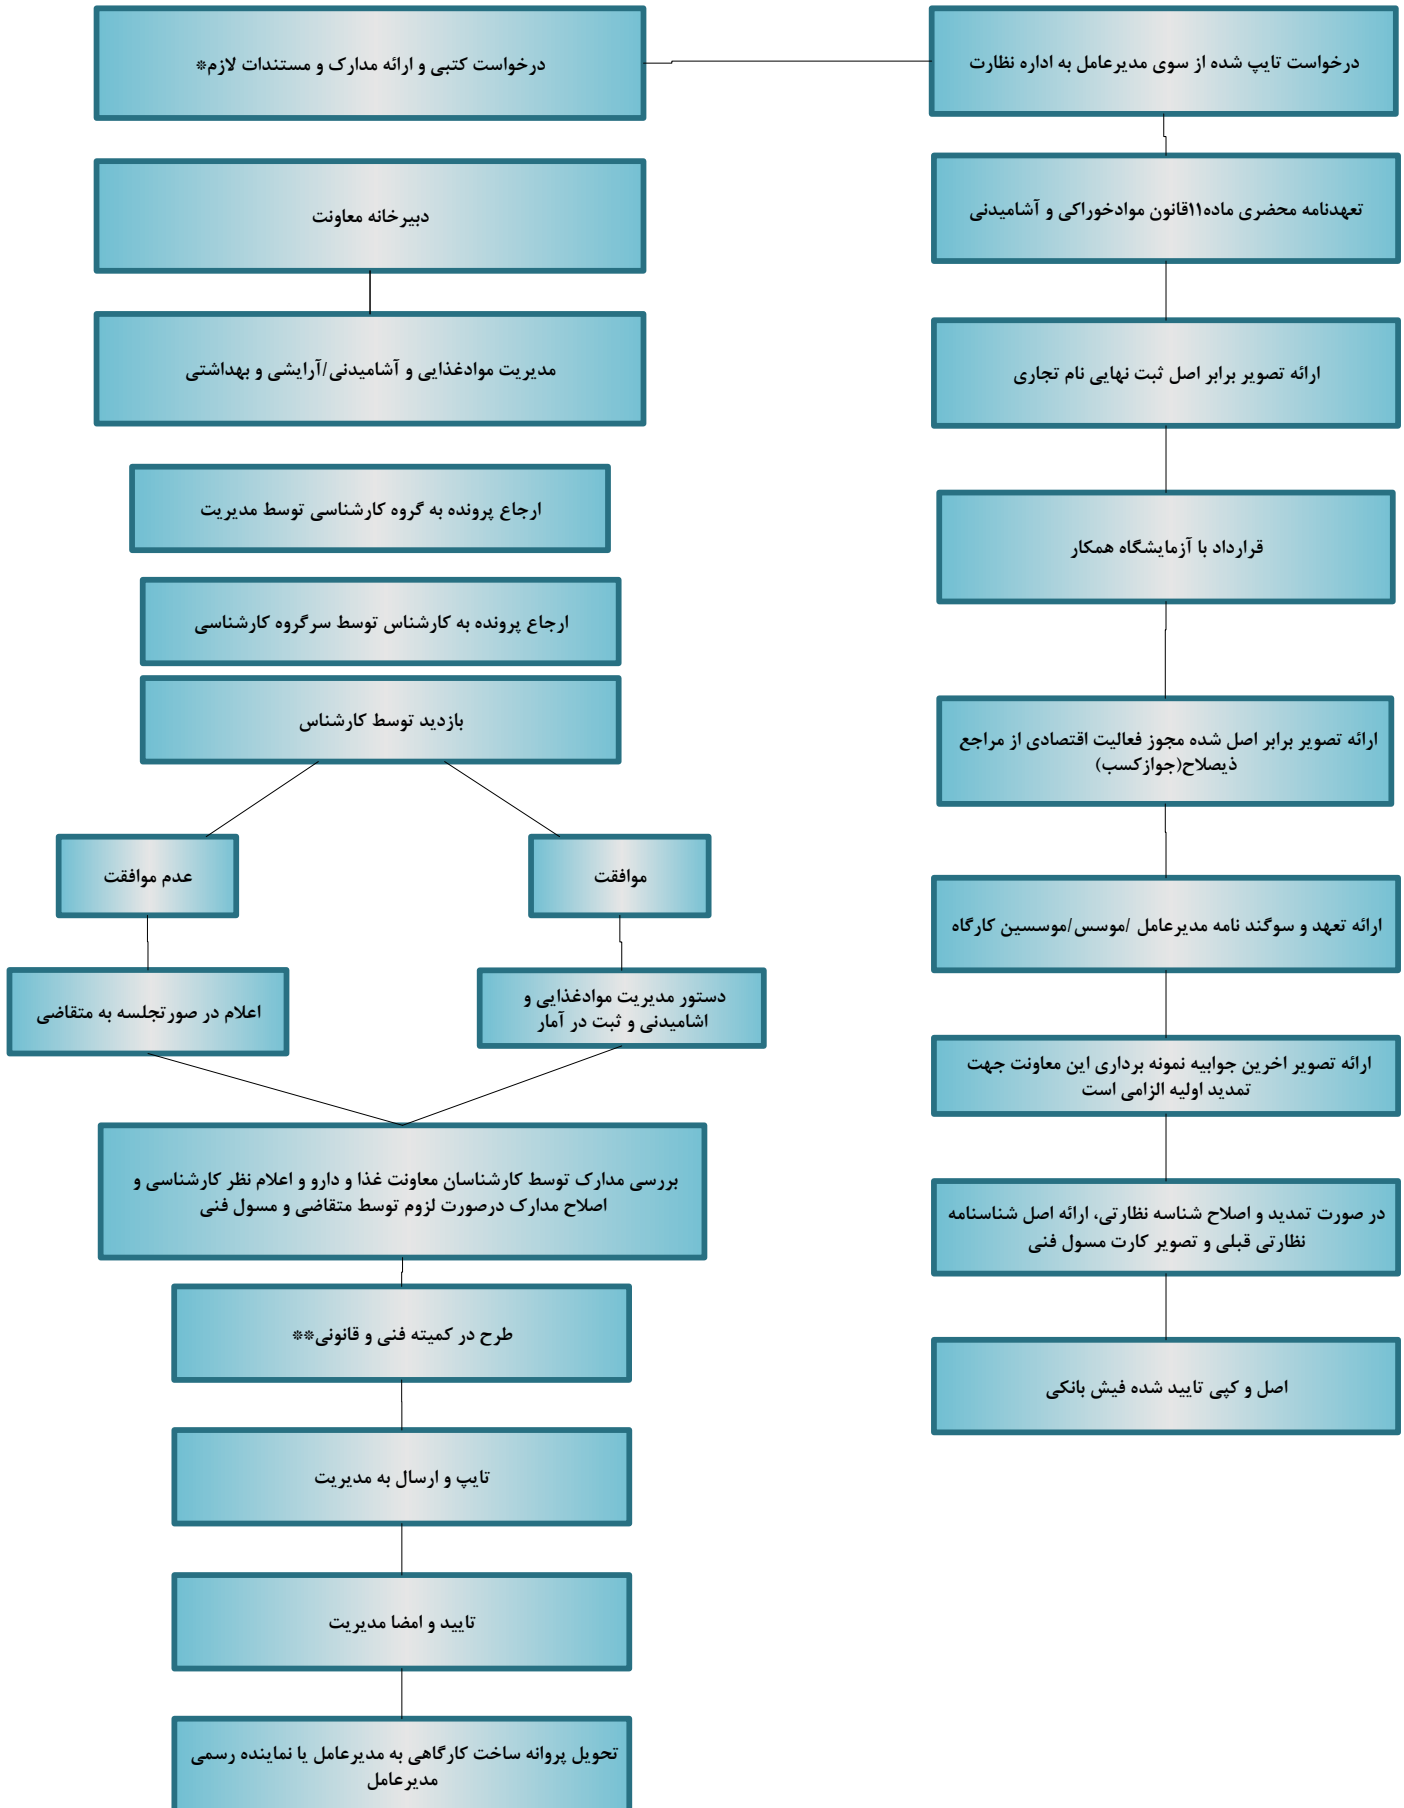 درخواست تایپ شده از سوی مدیرعامل به اداره نظارت
تعهدنامه محضری ماده۱۱قانون موادخوراکی و آشامیدنی
ارائه تصویر برابر اصل ثبت نهایی نام تجاری
قرارداد با آزمایشگاه همکار
ارائه تصویر برابر اصل شده مجوز فعالیت اقتصادی از مراجع
ذیصلاح(جوازکسب)
ارائه تعهد و سوگند نامه مدیرعامل /موسس/موسسین کارگاه
ارائه تصویر اخرین جوابیه نمونه برداری این معاونت جهت
تمدید اولیه الزامی است
در صورت تمدید و اصلاح شناسه نظارتی، ارائه اصل شناسنامه
نظارتی قبلی و تصویر کارت مسول فنی
اصل و کپی تایید شده فیش بانکی
درخواست کتبی و ارائه مدارک و مستندات لازم*
دبیرخانه معاونت
مدیریت موادغذایی و آشامیدنی/آرایشی و بهداشتی
ارجاع پرونده به گروه کارشناسی توسط مدیریت
ارجاع پرونده به کارشناس توسط سرگروه کارشناسی
بازدید توسط کارشناس
موافقت
عدم موافقت
دستور مدیریت موادغذایی و
اشامیدنی و ثبت در آمار
اعلام در صورتجلسه به متقاضی
بررسی مدارک توسط کارشناسان معاونت غذا و دارو و اعلام نظر کارشناسی و
اصلاح مدارک درصورت لزوم توسط متقاضی و مسول فنی
طرح در کمیته فنی و قانونی**
تایپ و ارسال به مدیریت
تایید و امضا مدیریت
تحویل پروانه ساخت کارگاهی به مدیرعامل یا نماینده رسمی
مدیرعامل